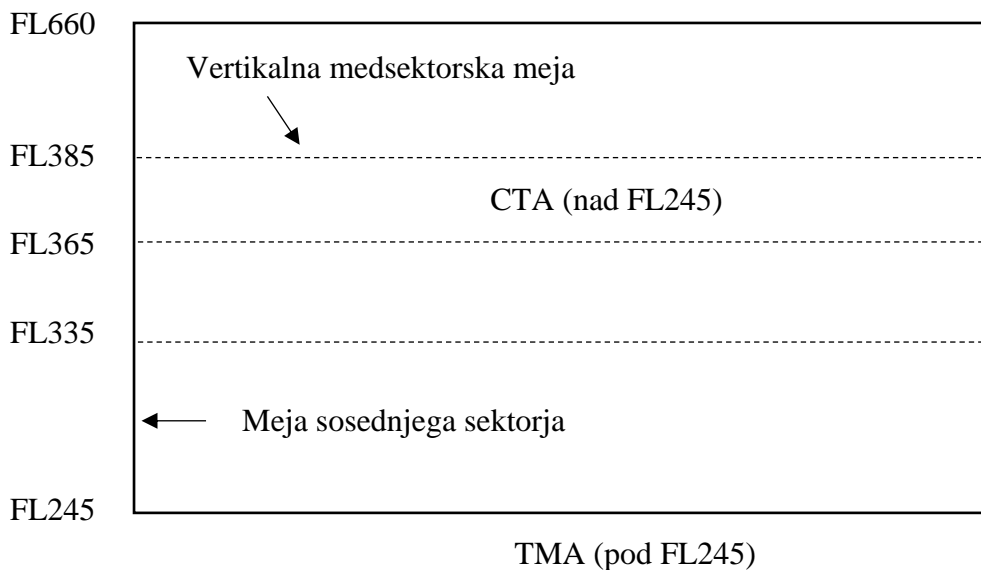 FL660
Vertikalna medsektorska meja
FL385
CTA (nad FL245)
FL365
FL335
Meja sosednjega sektorja
FL245
TMA (pod FL245)